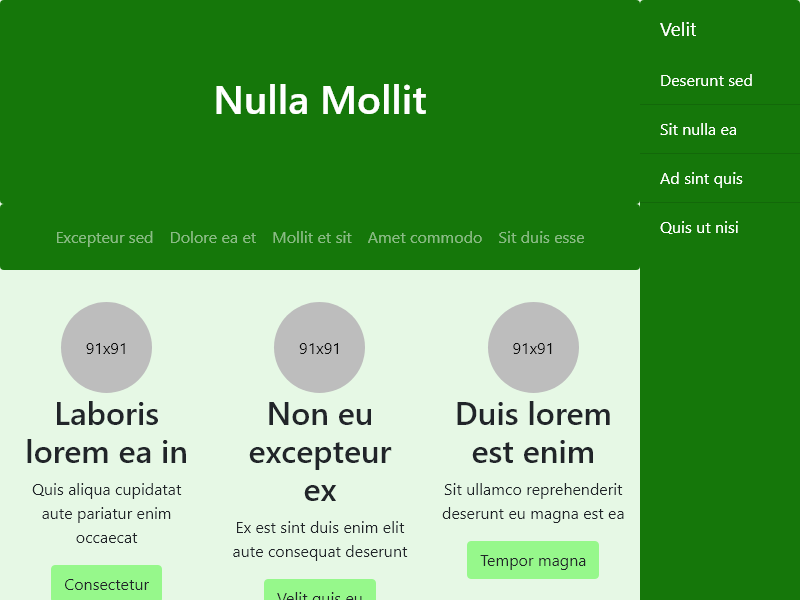 Nulla Mollit
Excepteur sed
Dolore ea et
Mollit et sit
Amet commodo
Sit duis esse
91x91
Laboris
lorem ea in
Quis aliqua cupidatat
aute pariatur enim
occaecat
Consectetur
91x91
Non eu
excepteur
ex
Ex est sint duis enim elit
aute consequat deserunt
Velit quis eu
91x91
Duis lorem
est enim
Sit ullamco reprehenderit
deserunt eu magna est ea
Tempor magna
Velit
Deserunt sed
Sit nulla ea
Ad sint quis
Quis ut nisi